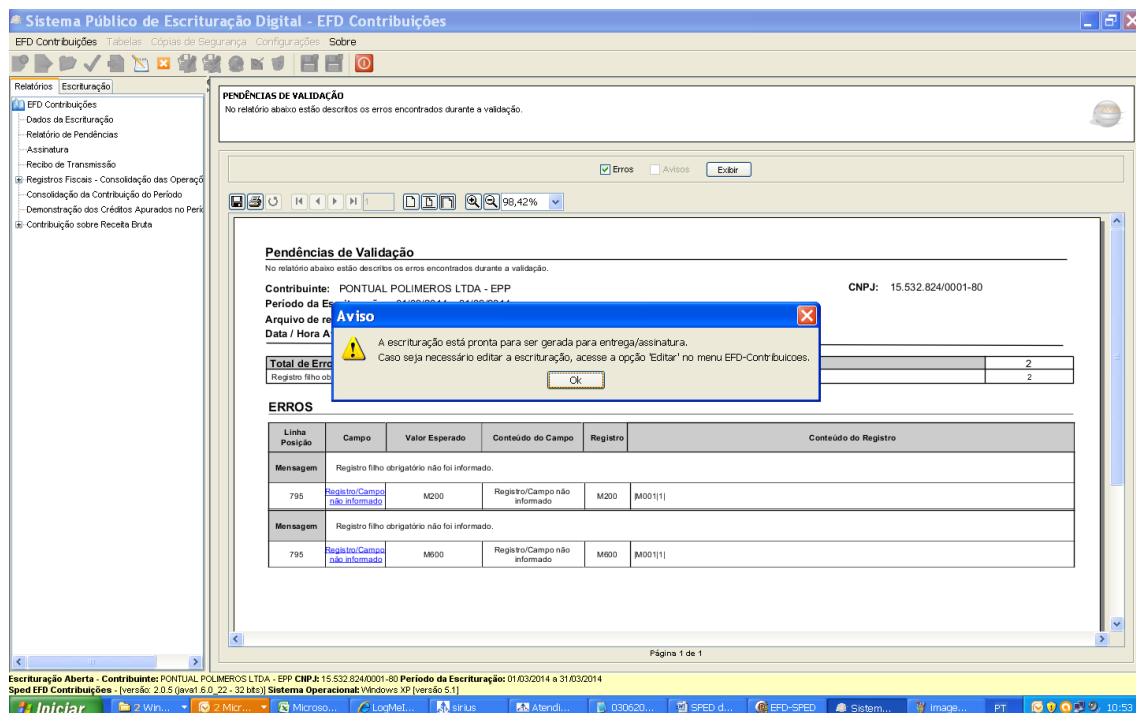 Sistema Público de Escrituração Digital - EFD Contribuições
EFD Contribuições Tabelas Cópias de Segurança Configurações Sobre
Relatórios Escrituração
EFD Contribuições
Dados da Escrituração
Relatório de Pendências
Assinatura
Recibo de Transmissão
Registros Fiscais - Consolidação das Operaçõ
Consolidação da Contribuição do Período
Demonstração dos Créditos Apurados no Perí
Contribuição sobre Receita Bruta
PENDÊNCIAS DE VALIDAÇÃO
No relatório abaixo estão descritos os erros encontrados durante a validação.
Erros Avisos Exibir
1 98,42%
Pendências de Validação
No relatório abaixo estão descritos os erros encontrados durante a validação.
Contribuinte: PONTUAL POLIMEROS LTDA - EPP CNPJ: 15.532.824/0001-80
Período da
Arquivo de re
Data / Hora A
Aviso
A escrituração está pronta para ser gerada para entrega/assinatura.
Caso seja necessário editar a escrituração, acesse a opção 'Editar' no menu EFD-Contribuicoes.
Ok
Total de Erro 2
Registro filho ob 2
ERROS
Linha Posição Campo Valor Esperado Conteúdo do Campo Registro Conteúdo do Registro
Mensagem Registro filho obrigatório não foi informado.
795 Registro/Campo não informado M200 Registro/Campo não informado M200 |M001|1|
Mensagem Registro filho obrigatório não foi informado.
795 Registro/Campo não informado M600 Registro/Campo não informado M600 |M001|1|
Página 1 de 1
Escrituração Aberta - Contribuinte: PONTUAL POLIMEROS LTDA - EPP CNPJ: 15.532.824/0001-80 Período da Escrituração: 01/03/2014 a 31/03/2014
Sped EFD Contribuições - [versão: 2.0.5 (java1.6.0_22 - 32 bits)] Sistema Operacional: Windows XP [versão 5.1]
Iniciar 2 Win... 2 Micr... Microso... LogMeI... sirius Atendi... 030620... SPED d... EFD-SPED Sistem... image... PT 10:53